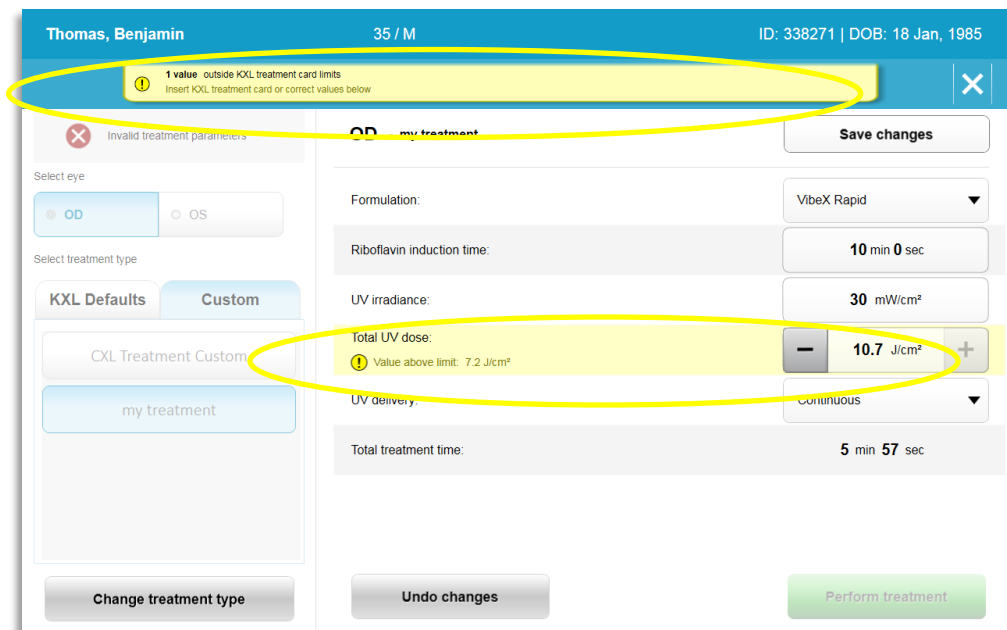 Thomas, Benjamin 35 / M ID: 338271 | DOB: 18 Jan, 1985
1 value outside KXL treatment card limits
Insert KXL treatment card or correct values below
Invalid treatment parameters
OD - my treatment
Save changes
Select eye
OD OS
Select treatment type
KXL Defaults Custom
CXL Treatment Custom
my treatment
Change treatment type
Formulation: VibeX Rapid
Riboflavin induction time: 10 min 0 sec
UV irradiance: 30 mW/cm²
Total UV dose:
Value above limit: 7.2 J/cm²
10.7 J/cm²
UV delivery: Continuous
Total treatment time: 5 min 57 sec
Undo changes
Perform treatment